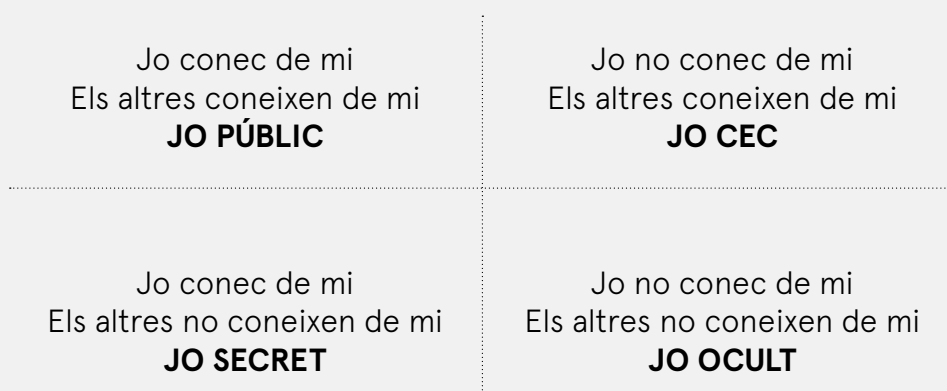 Jo conec de mi
Els altres coneixen de mi
JO PÚBLIC
Jo no conec de mi
Els altres coneixen de mi
JO CEC
Jo conec de mi
Els altres no coneixen de mi
JO SECRET
Jo no conec de mi
Els altres no coneixen de mi
JO OCULT